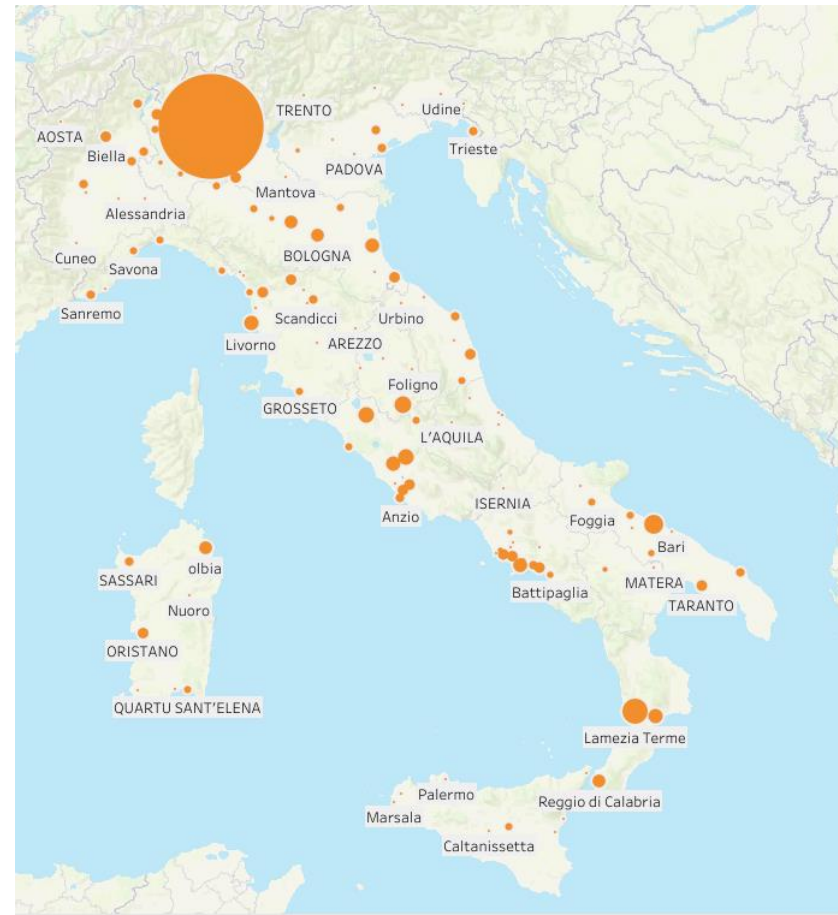 TRENTO
Udine
AOSTA
Trieste
Biella
PADOVA
Mantova
Alessandria
BOLOGNA
Cuneo
Savona
Sanremo
Scandicci
Urbino
Livorno
AREZZO
Foligno
GROSSETO
L'AQUILA
ISERNIA
Anzio
Foggia
Bari
olbia
SASSARI
MATERA
Battipaglia
TARANTO
Nuoro
ORISTANO
QUARTU SANT'ELENA
Lamezia Terme
Palermo
Reggio di Calabria
Marsala
Caltanissetta